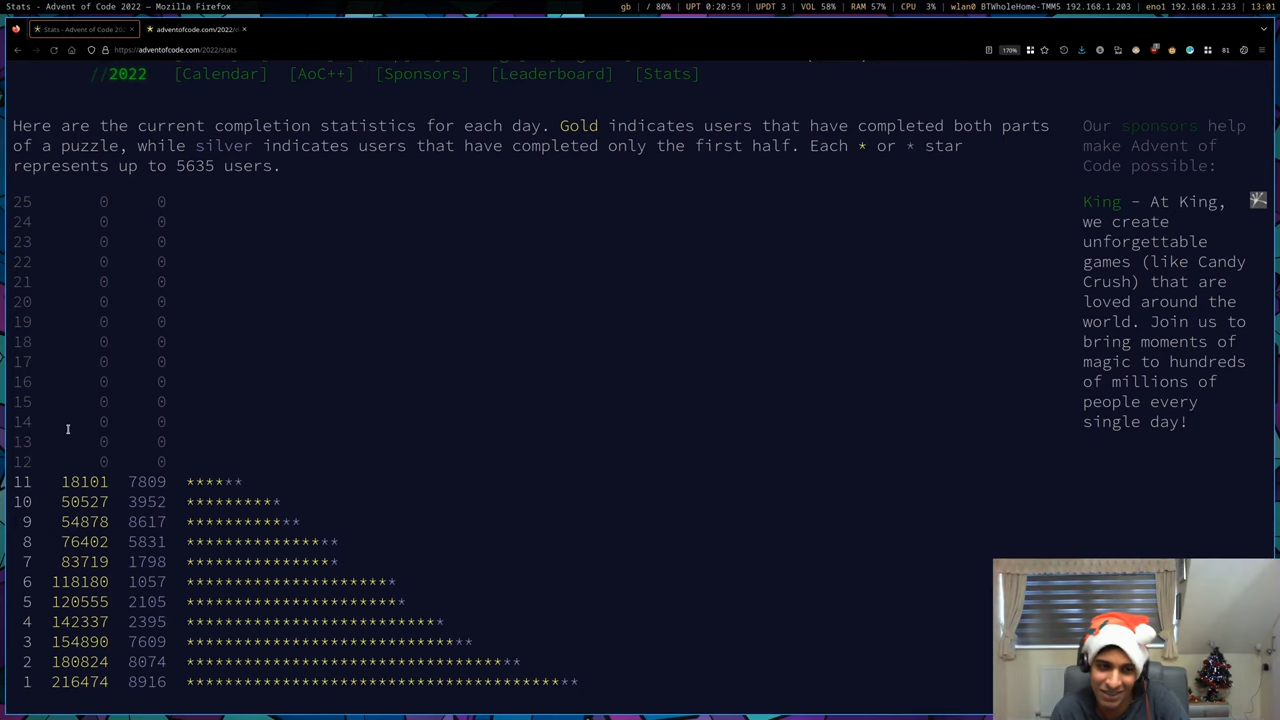 Stats - Advent of Code 2022 — Mozilla Firefox
gb | / 80% | UPT 0:20:59 | UPDT 3 | VOL 58% | RAM 57% | CPU 3% | wlan0 BTWholeHome-TMM5 192.168.1.203 | eno1 192.168.1.233 | 13:01
Stats - Advent of Code 202 ×
adventofcode.com/2022/ ×
https://adventofcode.com/2022/stats
170%
81
//2022 [Calendar] [AoC++] [Sponsors] [Leaderboard] [Stats]
Here are the current completion statistics for each day. Gold indicates users that have completed both parts
of a puzzle, while silver indicates users that have completed only the first half. Each * or * star
represents up to 5635 users.
25 0 0
24 0 0
23 0 0
22 0 0
21 0 0
20 0 0
19 0 0
18 0 0
17 0 0
16 0 0
15 0 0
14 0 0
13 0 0
12 0 0
11 18101 7809 ******
10 50527 3952 **********
9 54878 8617 ************
8 76402 5831 ****************
7 83719 1798 ****************
6 118180 1057 **********************
5 120555 2105 ***********************
4 142337 2395 ***************************
3 154890 7609 ******************************
2 180824 8074 ***********************************
1 216474 8916 *****************************************
Our sponsors help
make Advent of
Code possible:
King - At King,
we create
unforgettable
games (like Candy
Crush) that are
loved around the
world. Join us to
bring moments of
magic to hundreds
of millions of
people every
single day!